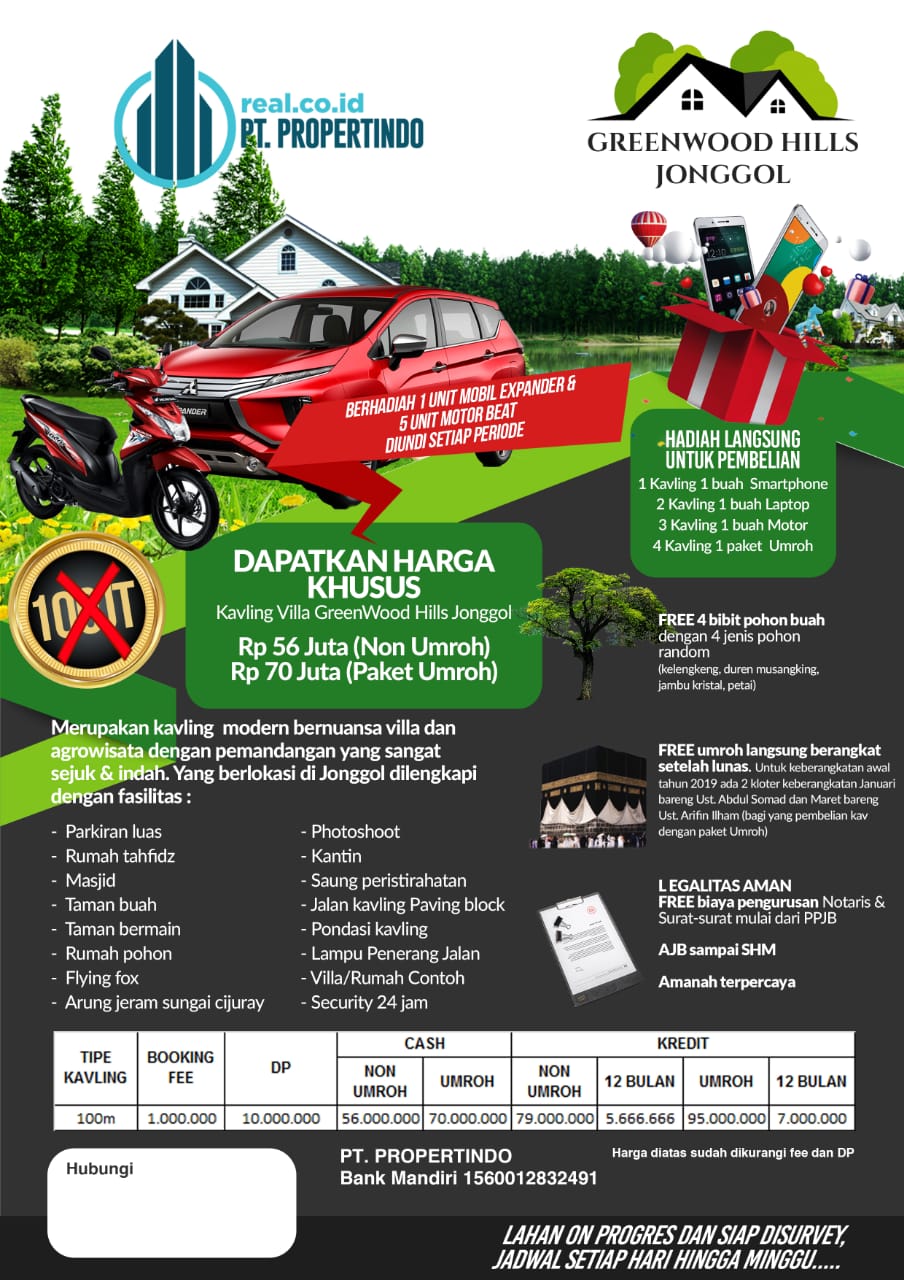 real.co.id
PT. PROPERTINDO
GREENWOOD HILLS
JONGGOL
BERHADIAH 1 UNIT MOBIL EXPANDER &
5 UNIT MOTOR BEAT
DIUNDI SETIAP PERIODE
HADIAH LANGSUNG
UNTUK PEMBELIAN
1 Kavling 1 buah Smartphone
2 Kavling 1 buah Laptop
3 Kavling 1 buah Motor
4 Kavling 1 paket Umroh
100JT
DAPATKAN HARGA
KHUSUS
Kavling Villa GreenWood Hills Jonggol
Rp 56 Juta (Non Umroh)
Rp 70 Juta (Paket Umroh)
FREE 4 bibit pohon buah
dengan 4 jenis pohon
random
(kelengkeng, duren musangking,
jambu kristal, petai)
Merupakan kavling modern bernuansa villa dan
agrowisata dengan pemandangan yang sangat
sejuk & indah. Yang berlokasi di Jonggol dilengkapi
dengan fasilitas :
- Parkiran luas
- Rumah tahfidz
- Masjid
- Taman buah
- Taman bermain
- Rumah pohon
- Flying fox
- Arung jeram sungai cijuray
- Photoshoot
- Kantin
- Saung peristirahatan
- Jalan kavling Paving block
- Pondasi kavling
- Lampu Penerang Jalan
- Villa/Rumah Contoh
- Security 24 jam
FREE umroh langsung berangkat
setelah lunas. Untuk keberangkatan awal
tahun 2019 ada 2 kloter keberangkatan Januari
bareng Ust. Abdul Somad dan Maret bareng
Ust. Arifin Ilham (bagi yang pembelian kav
dengan paket Umroh)
L EGALITAS AMAN
FREE biaya pengurusan Notaris &
Surat-surat mulai dari PPJB
AJB sampai SHM
Amanah terpercaya
TIPE KAVLING BOOKING FEE DP CASH KREDIT
NON UMROH UMROH NON UMROH 12 BULAN UMROH 12 BULAN
100m 1.000.000 10.000.000 56.000.000 70.000.000 79.000.000 5.666.666 95.000.000 7.000.000
Hubungi
PT. PROPERTINDO
Bank Mandiri 1560012832491
Harga diatas sudah dikurangi fee dan DP
LAHAN ON PROGRES DAN SIAP DISURVEY,
JADWAL SETIAP HARI HINGGA MINGGU.....